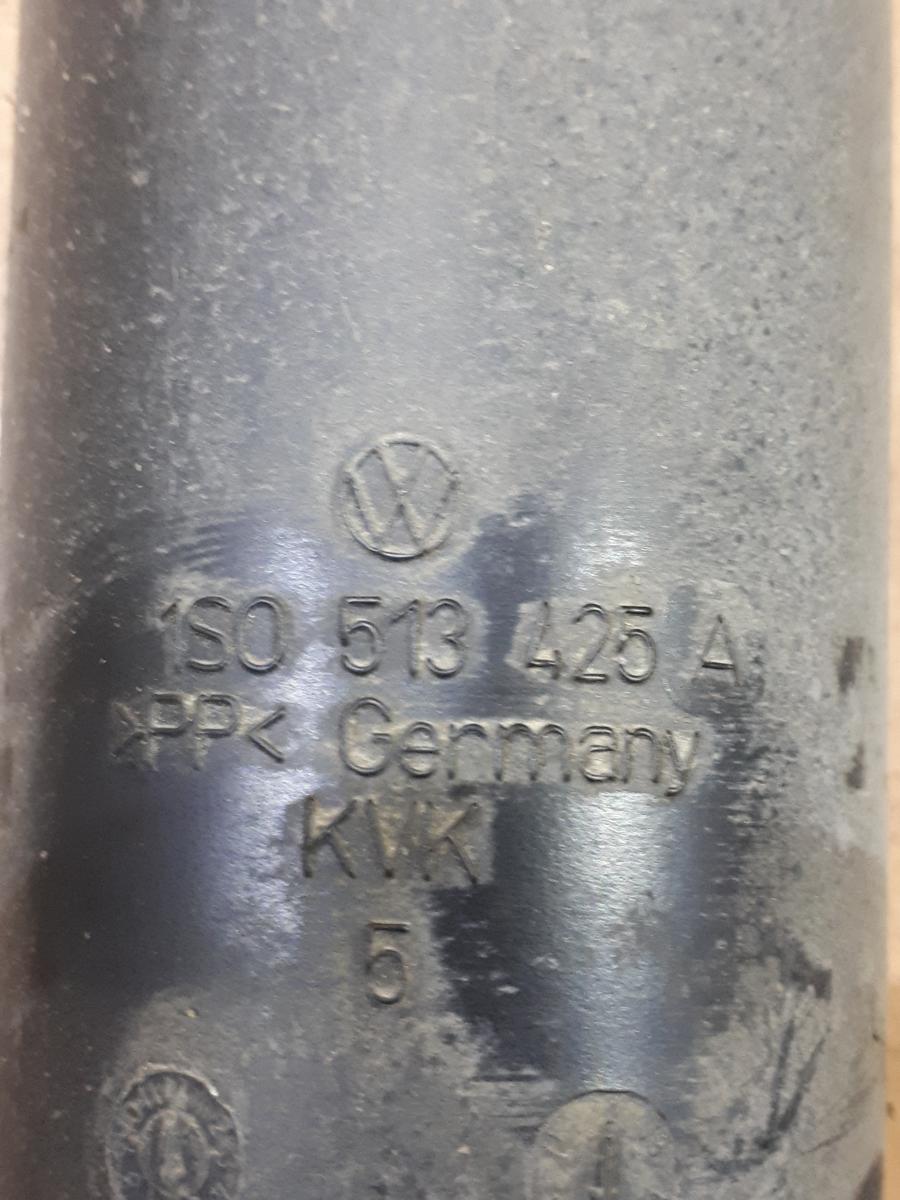 1S0 513 425 A
>PP< Germany
KVK
5